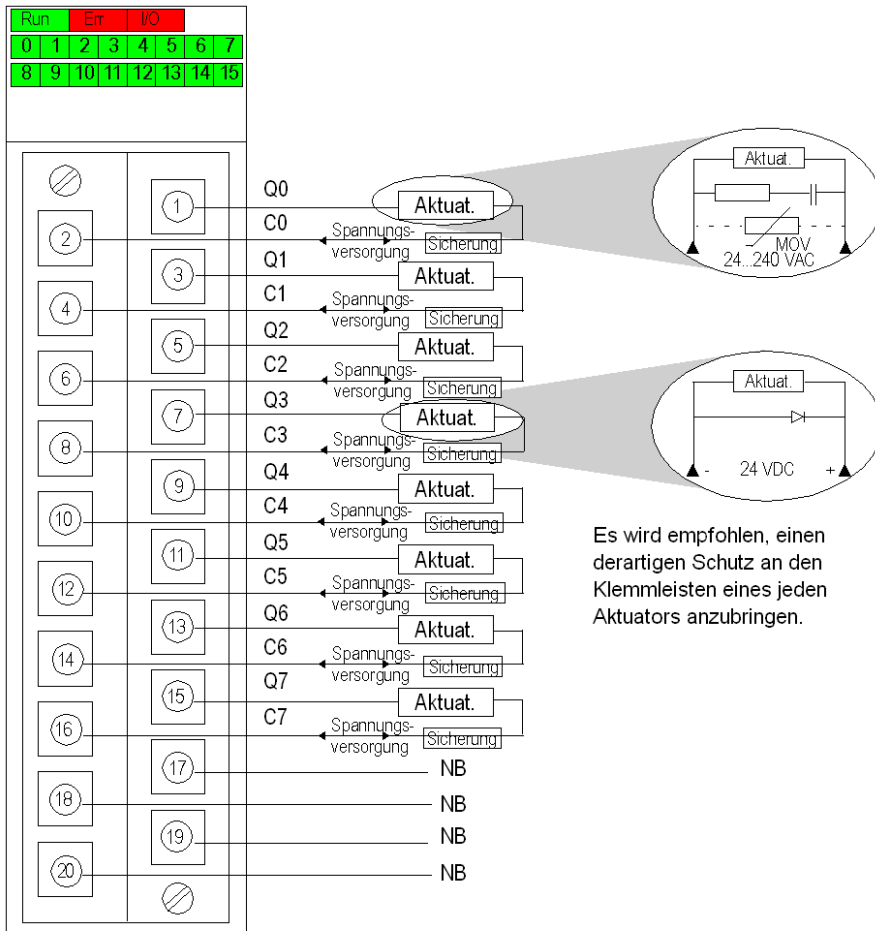 Run Err I/O
0 1 2 3 4 5 6 7
8 9 10 11 12 13 14 15
1 Q0 Aktuat.
2 C0 Spannungs-
versorgung Sicherung
3 Q1 Aktuat.
4 C1 Spannungs-
versorgung Sicherung
5 Q2 Aktuat.
6 C2 Spannungs-
versorgung Sicherung
7 Q3 Aktuat.
8 C3 Spannungs-
versorgung Sicherung
9 Q4 Aktuat.
10 C4 Spannungs-
versorgung Sicherung
11 Q5 Aktuat.
12 C5 Spannungs-
versorgung Sicherung
13 Q6 Aktuat.
14 C6 Spannungs-
versorgung Sicherung
15 Q7 Aktuat.
16 C7 Spannungs-
versorgung Sicherung
17 NB
18 NB
19 NB
20 NB
Aktuat.
MOV
24...240 VAC
Aktuat.
- 24 VDC +
Es wird empfohlen, einen
derartigen Schutz an den
Klemmleisten eines jeden
Aktuators anzubringen.